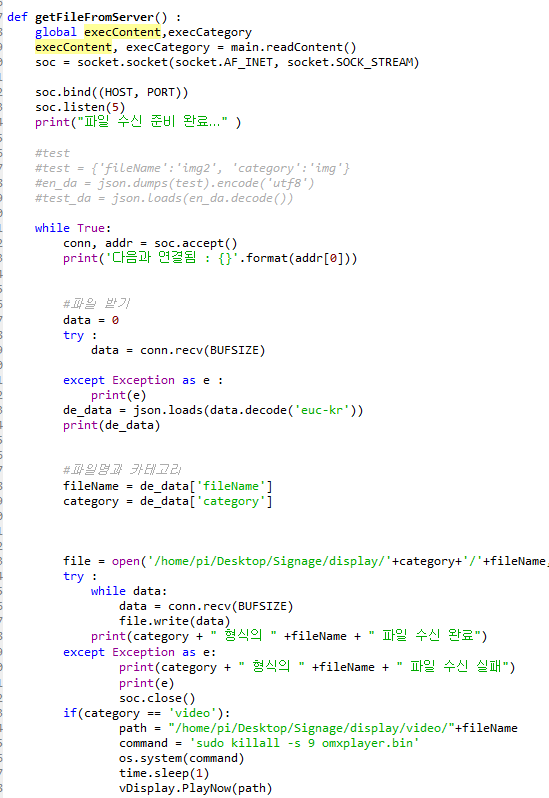 def getFileFromServer() :
global execContent,execCategory
execContent, execCategory = main.readContent()
soc = socket.socket(socket.AF_INET, socket.SOCK_STREAM)
soc.bind((HOST, PORT))
soc.listen(5)
print("파일 수신 준비 완료..." )
#test
#test = {'fileName':'img2', 'category':'img'}
#en_da = json.dumps(test).encode('utf8')
#test_da = json.loads(en_da.decode())
while True:
conn, addr = soc.accept()
print('다음과 연결됨 : {}'.format(addr[0]))
#파일 받기
data = 0
try :
data = conn.recv(BUFSIZE)
except Exception as e :
print(e)
de_data = json.loads(data.decode('euc-kr'))
print(de_data)
#파일명과 카테고리
fileName = de_data['fileName']
category = de_data['category']
file = open('/home/pi/Desktop/Signage/display/'+category+'/'+fileName,
try :
while data:
data = conn.recv(BUFSIZE)
file.write(data)
print(category + " 형식의 " +fileName + " 파일 수신 완료")
except Exception as e:
print(category + " 형식의 " +fileName + " 파일 수신 실패")
print(e)
soc.close()
if(category == 'video'):
path = "/home/pi/Desktop/Signage/display/video/"+fileName
command = 'sudo killall -s 9 omxplayer.bin'
os.system(command)
time.sleep(1)
vDisplay.PlayNow(path)